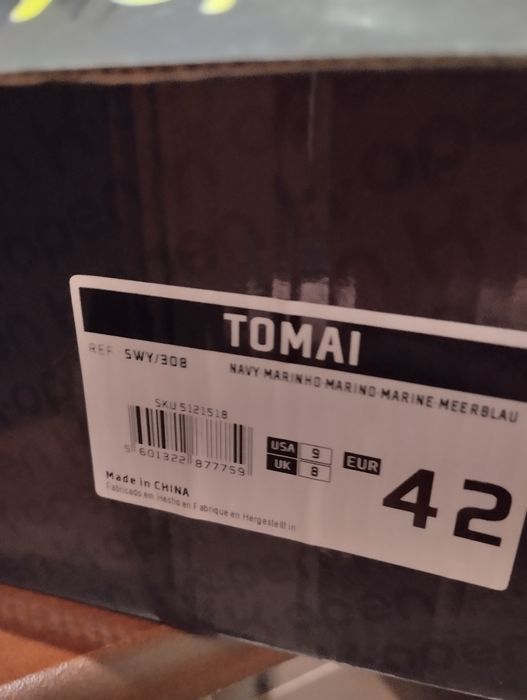 TOMAI
REF. SWY/308
NAVY MARINHO MARINO MARINE MEERBLAU
SKU 5121518
5 601322 877759
USA 9
UK 8
EUR 42
Made in CHINA
Fabricado em Hecho en Fabrique en Hergestellt in